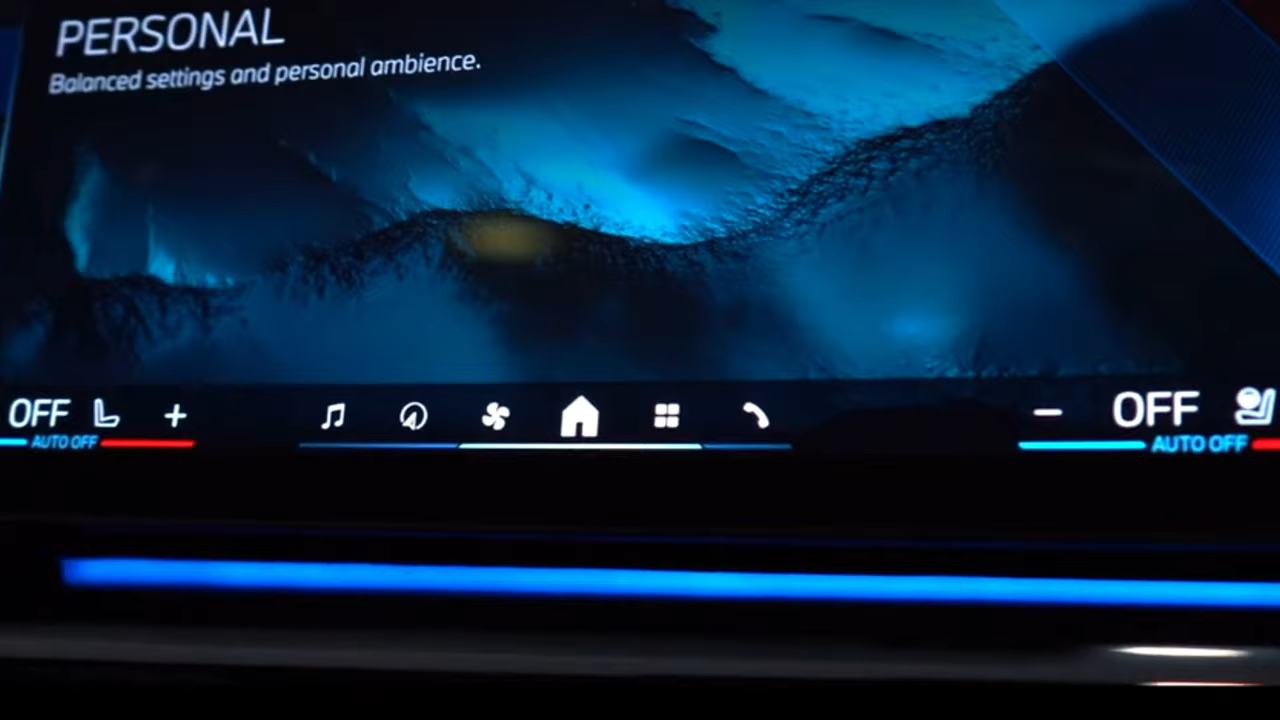 PERSONAL
Balanced settings and personal ambience.
OFF
AUTO OFF
OFF
AUTO OFF